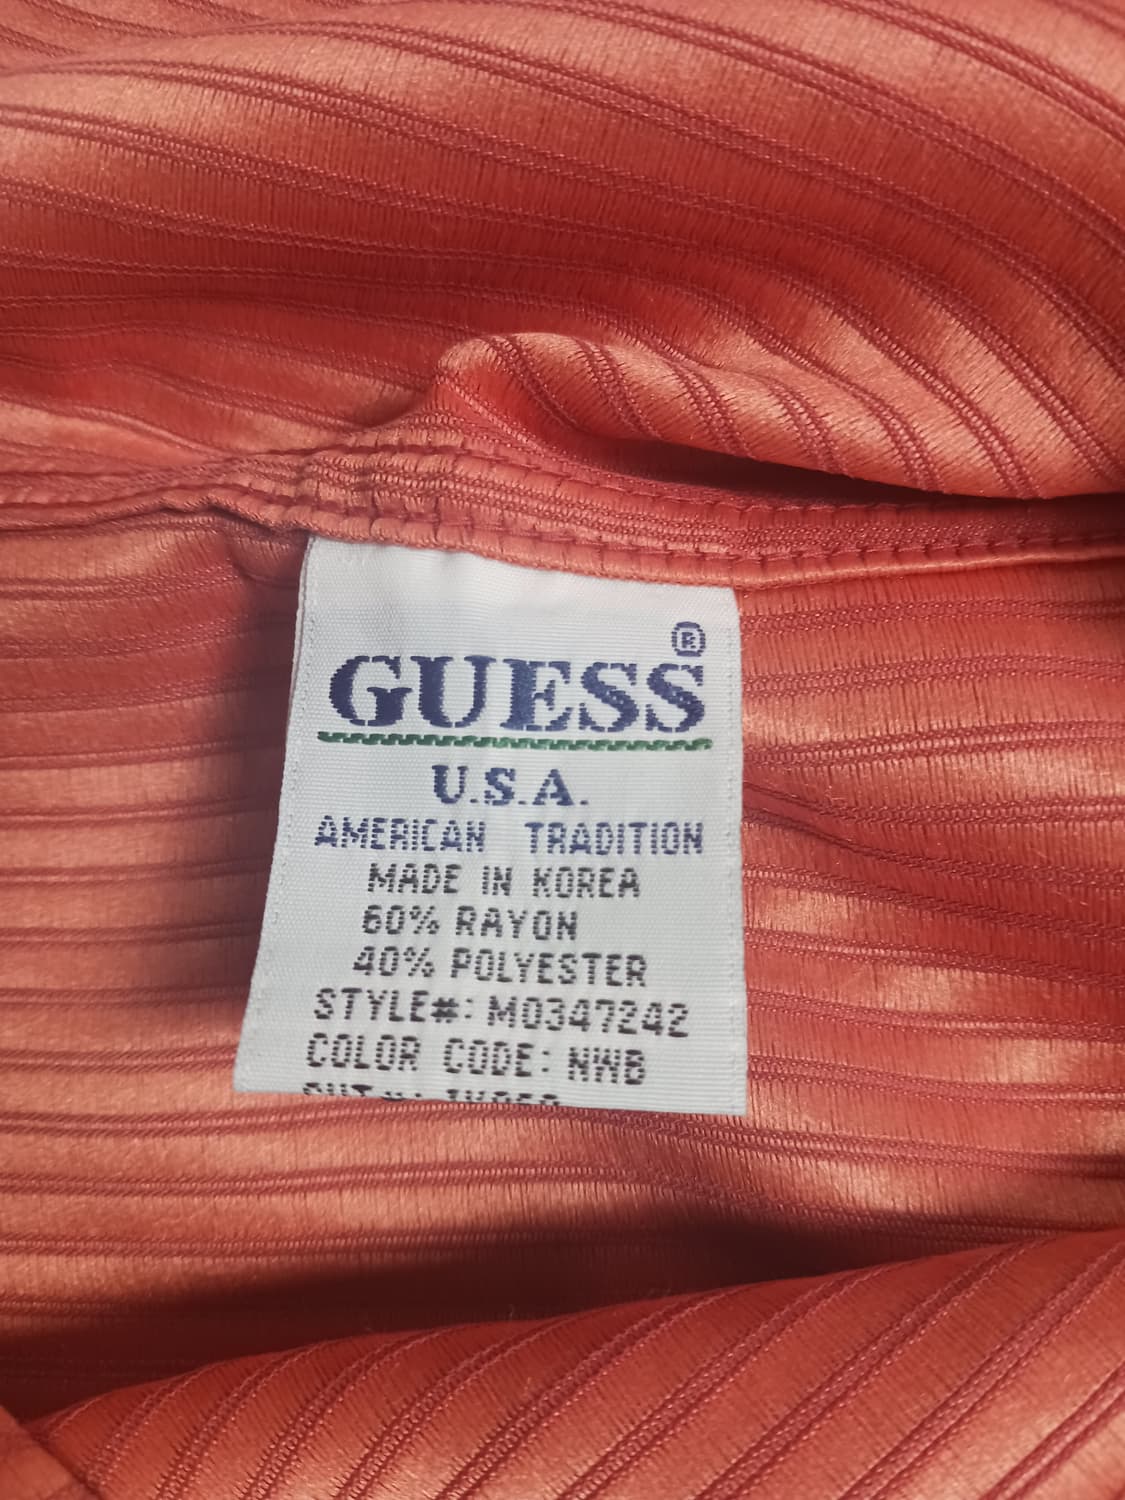 GUESS®
U.S.A.
AMERICAN TRADITION
MADE IN KOREA
60% RAYON
40% POLYESTER
STYLE#: M0347242
COLOR CODE: NWB